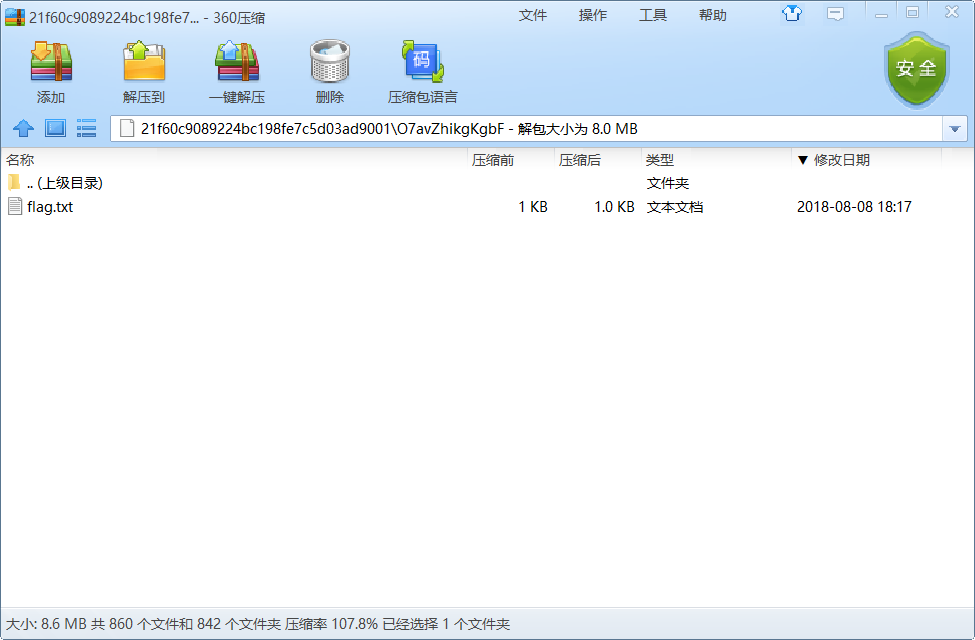 21f60c9089224bc198fe7... - 360压缩 文件 操作 工具 帮助
安全
添加 解压到 一键解压 删除 码 压缩包语言
21f60c9089224bc198fe7c5d03ad9001\O7avZhikgKgbF - 解包大小为 8.0 MB
名称 压缩前 压缩后 类型 ▼ 修改日期
.. (上级目录) 文件夹
flag.txt 1 KB 1.0 KB 文本文档 2018-08-08 18:17
大小: 8.6 MB 共 860 个文件和 842 个文件夹 压缩率 107.8% 已经选择 1 个文件夹